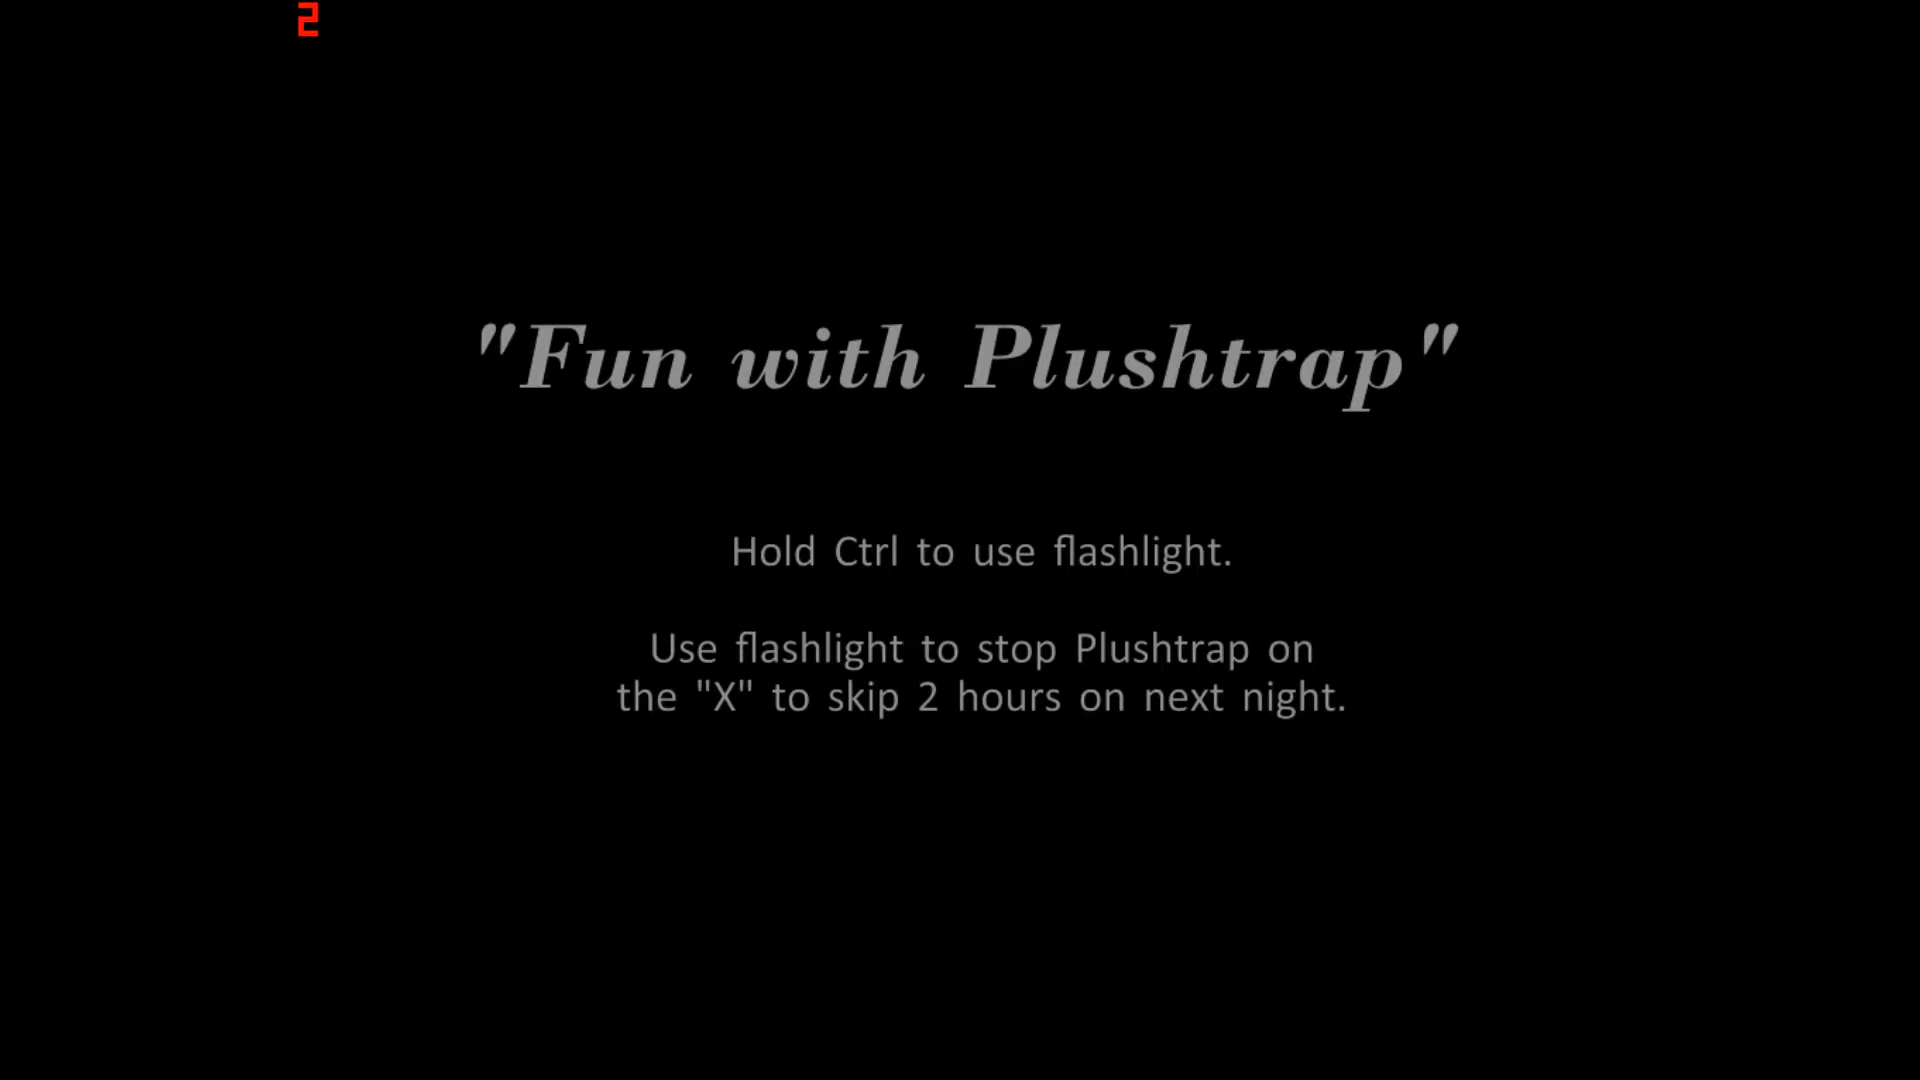 2
"Fun with Plushtrap"
Hold Ctrl to use flashlight.
Use flashlight to stop Plushtrap on
the "X" to skip 2 hours on next night.